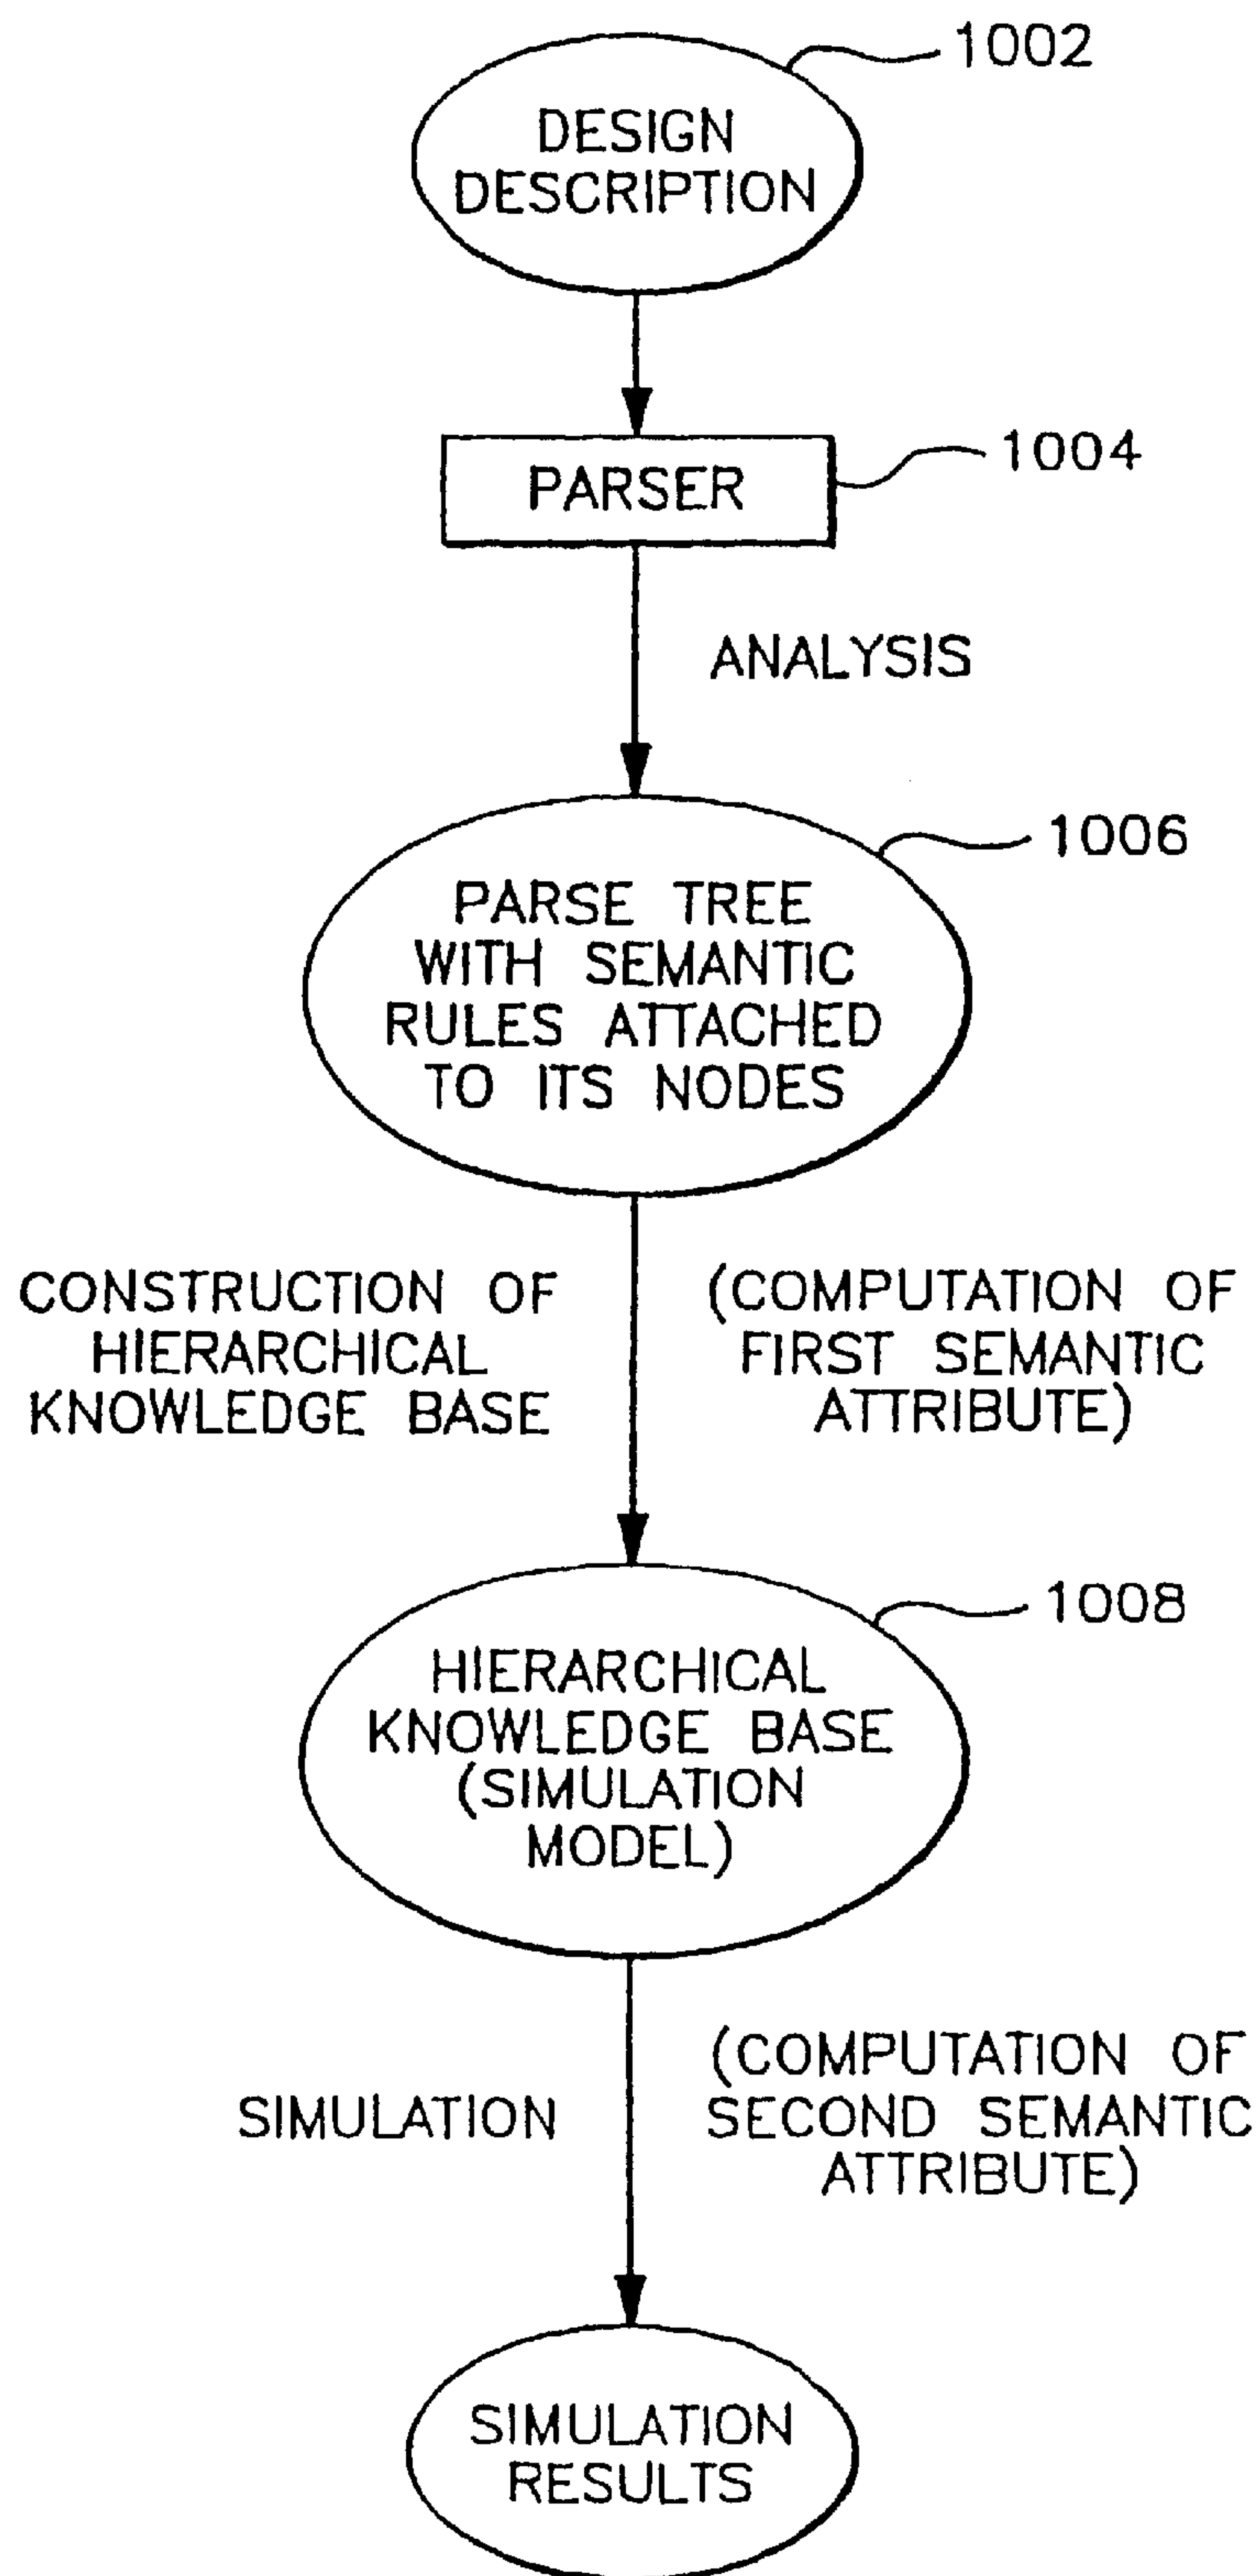 1002
DESIGN
DESCRIPTION
1004
PARSER
ANALYSIS
1006
PARSE TREE
WITH SEMANTIC
RULES ATTACHED
TO ITS NODES
CONSTRUCTION OF
HIERARCHICAL
KNOWLEDGE BASE
(COMPUTATION OF
FIRST SEMANTIC
ATTRIBUTE)
1008
HIERARCHICAL
KNOWLEDGE BASE
(SIMULATION
MODEL)
SIMULATION
(COMPUTATION OF
SECOND SEMANTIC
ATTRIBUTE)
SIMULATION
RESULTS